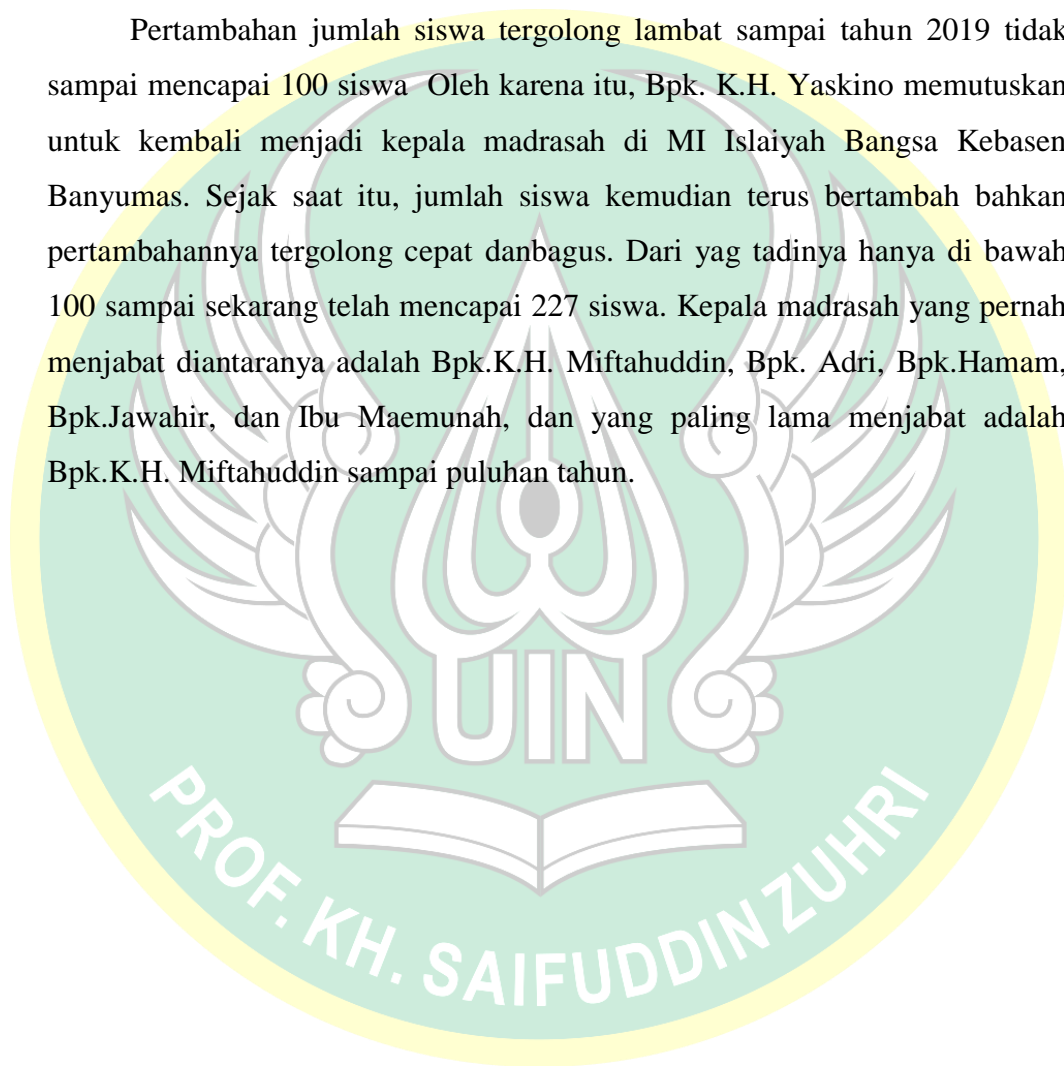 Pertambahan jumlah siswa tergolong lambat sampai tahun 2019 tidak
sampai mencapai 100 siswa  Oleh karena itu, Bpk. K.H. Yaskino memutuskan
untuk kembali menjadi kepala madrasah di MI Islaiyah Bangsa Kebasen
Banyumas. Sejak saat itu, jumlah siswa kemudian terus bertambah bahkan
pertambahannya tergolong cepat danbagus. Dari yag tadinya hanya di bawah
100 sampai sekarang telah mencapai 227 siswa. Kepala madrasah yang pernah
menjabat diantaranya adalah Bpk.K.H. Miftahuddin, Bpk. Adri, Bpk.Hamam,
Bpk.Jawahir, dan Ibu Maemunah, dan yang paling lama menjabat adalah
Bpk.K.H. Miftahuddin sampai puluhan tahun.
UIN
PROF. KH. SAIFUDDIN ZUHRI